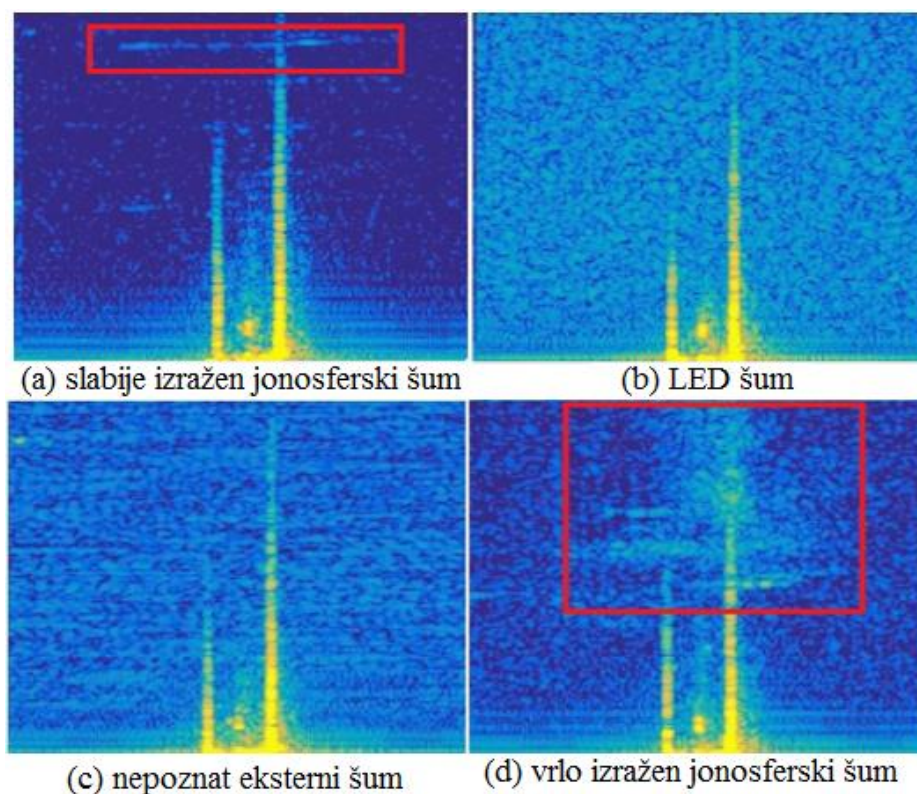 (a) slabije izražen jonosferski šum
(b) LED šum
(c) nepoznat eksterni šum
(d) vrlo izražen jonosferski šum